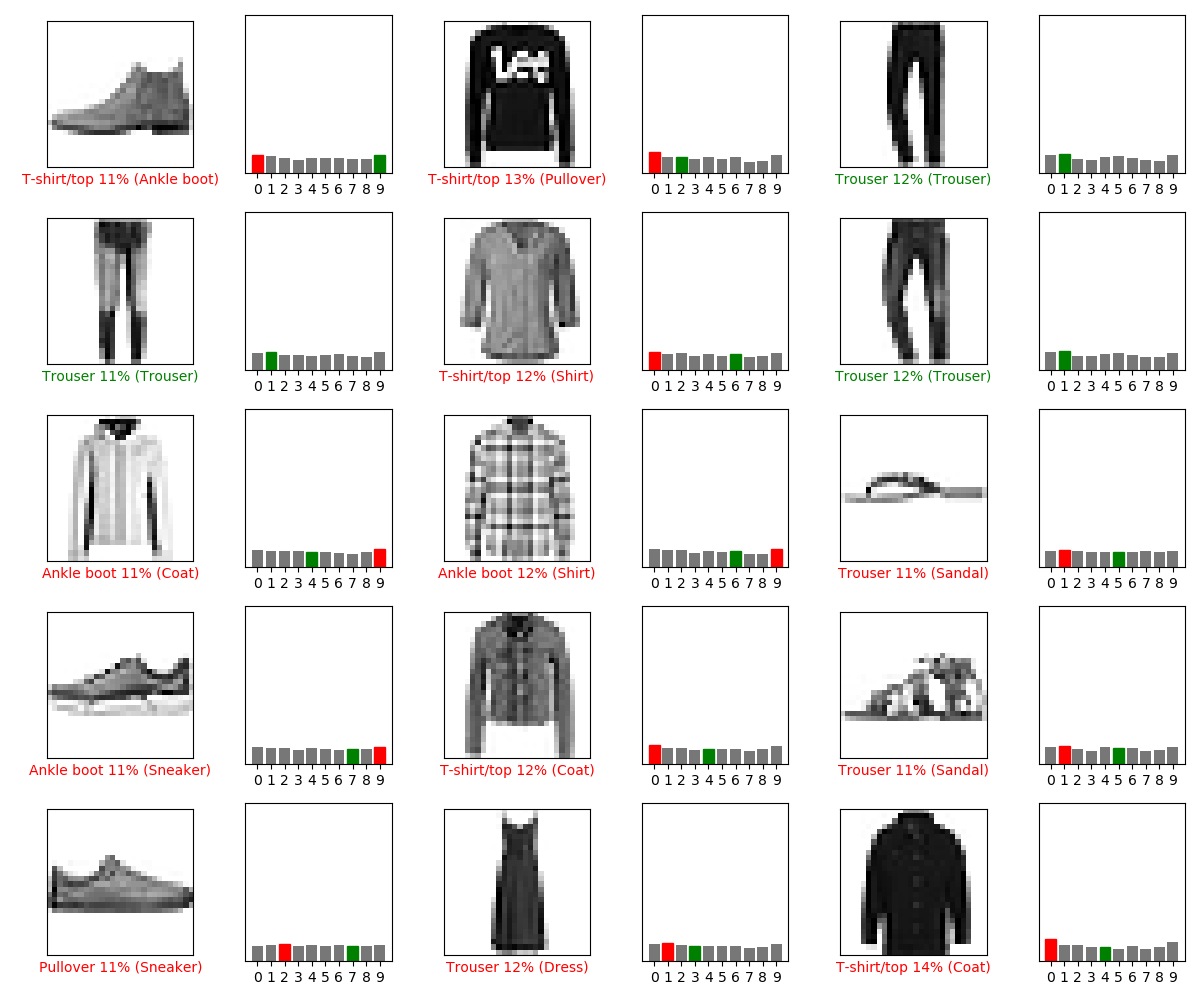 Lee
T-shirt/top 11% (Ankle boot)
0 1 2 3 4 5 6 7 8 9
T-shirt/top 13% (Pullover)
0 1 2 3 4 5 6 7 8 9
Trouser 12% (Trouser)
0 1 2 3 4 5 6 7 8 9
Trouser 11% (Trouser)
0 1 2 3 4 5 6 7 8 9
T-shirt/top 12% (Shirt)
0 1 2 3 4 5 6 7 8 9
Trouser 12% (Trouser)
0 1 2 3 4 5 6 7 8 9
Ankle boot 11% (Coat)
0 1 2 3 4 5 6 7 8 9
Ankle boot 12% (Shirt)
0 1 2 3 4 5 6 7 8 9
Trouser 11% (Sandal)
0 1 2 3 4 5 6 7 8 9
Ankle boot 11% (Sneaker)
0 1 2 3 4 5 6 7 8 9
T-shirt/top 12% (Coat)
0 1 2 3 4 5 6 7 8 9
Trouser 11% (Sandal)
0 1 2 3 4 5 6 7 8 9
Pullover 11% (Sneaker)
0 1 2 3 4 5 6 7 8 9
Trouser 12% (Dress)
0 1 2 3 4 5 6 7 8 9
T-shirt/top 14% (Coat)
0 1 2 3 4 5 6 7 8 9